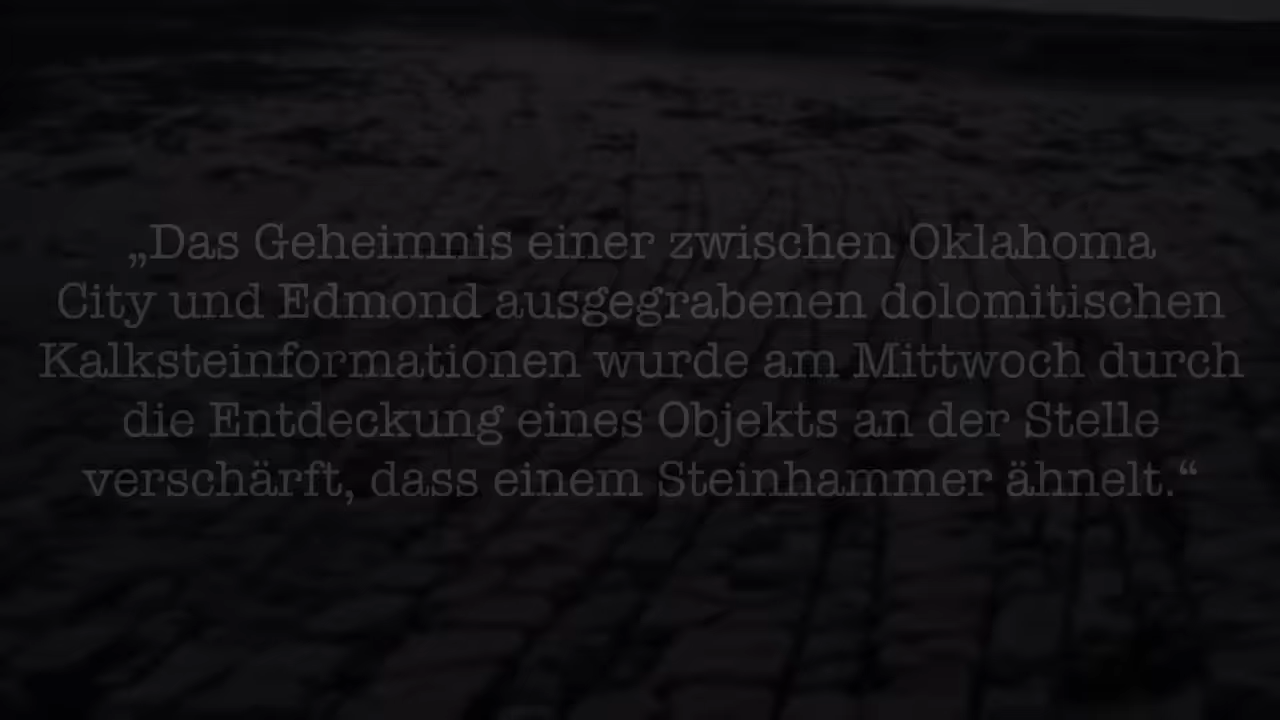 „Das Geheimnis einer zwischen Oklahoma
City und Edmond ausgegrabenen dolomitischen
Kalksteinformationen wurde am Mittwoch durch
die Entdeckung eines Objekts an der Stelle
verschärft, dass einem Steinhammer ähnelt.“